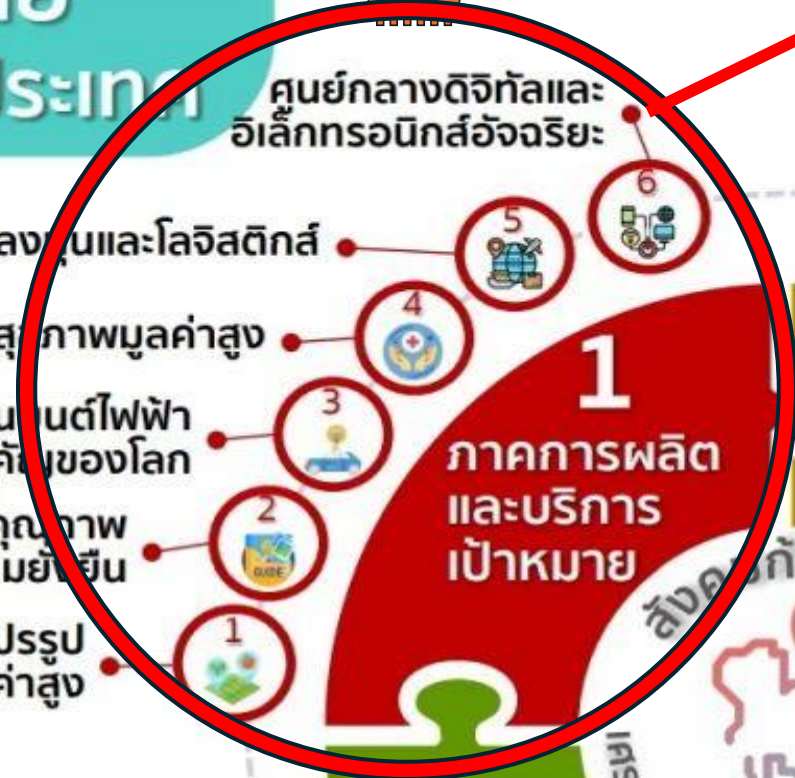 ประเทศ
ศูนย์กลางดิจิทัลและ
อิเล็กทรอนิกส์อัจฉริยะ
6
5
ลงทุนและโลจิสติกส์
4
สุขภาพมูลค่าสูง
3
ยนต์ไฟฟ้า
ของโลก
2
GUIDE
คุณภาพ
ยั่งยืน
1
แปรรูป
ค่าสูง
1
ภาคการผลิต
และบริการ
เป้าหมาย
สังคม